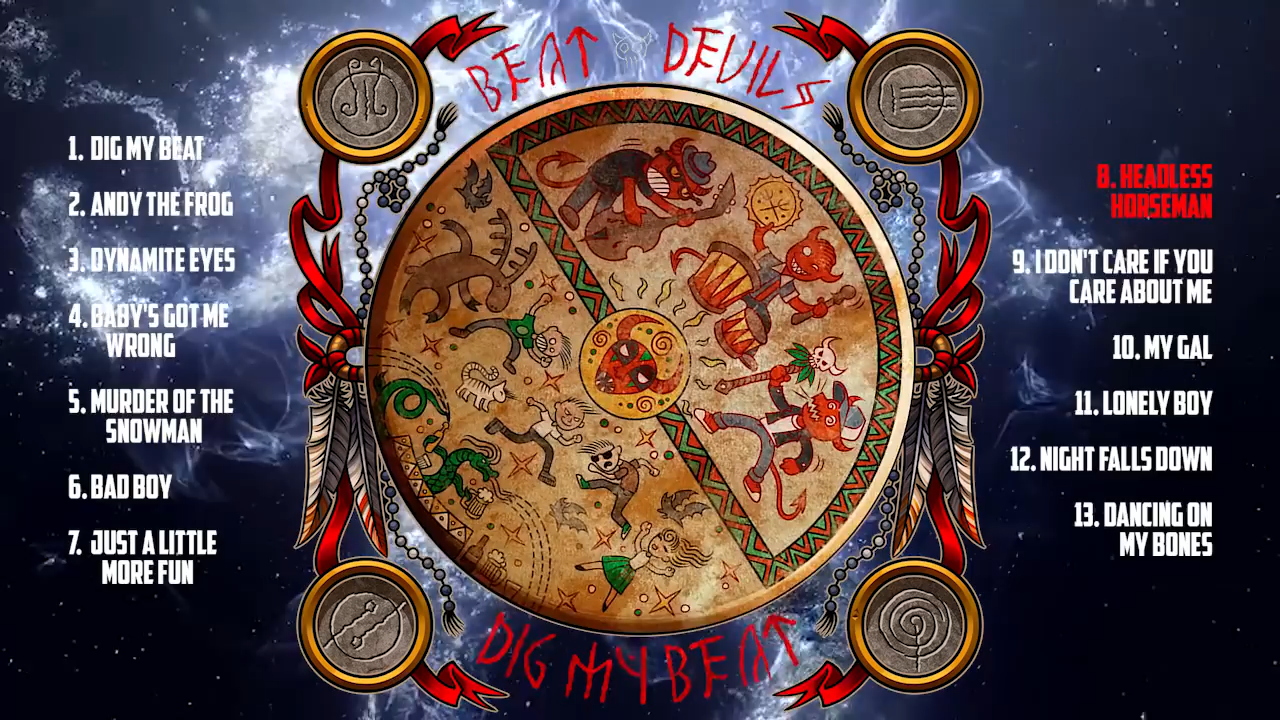 BEAT DEVILS
1. DIG MY BEAT
2. ANDY THE FROG
3. DYNAMITE EYES
4. BABY'S GOT ME
WRONG
5. MURDER OF THE
SNOWMAN
6. BAD BOY
7. JUST A LITTLE
MORE FUN
8. HEADLESS
HORSEMAN
9. I DON'T CARE IF YOU
CARE ABOUT ME
10. MY GAL
11. LONELY BOY
12. NIGHT FALLS DOWN
13. DANCING ON
MY BONES
DIG MY BEAT